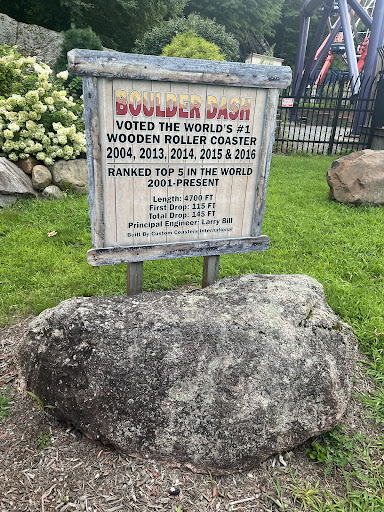 BOULDER DASH
VOTED THE WORLD'S #1
WOODEN ROLLER COASTER
2004, 2013, 2014, 2015 & 2016
RANKED TOP 5 IN THE WORLD
2001-PRESENT
Length: 4700 FT
First Drop: 115 FT
Total Drop: 145 FT
Principal Engineer: Larry Bill
Built By Custom Coasters International